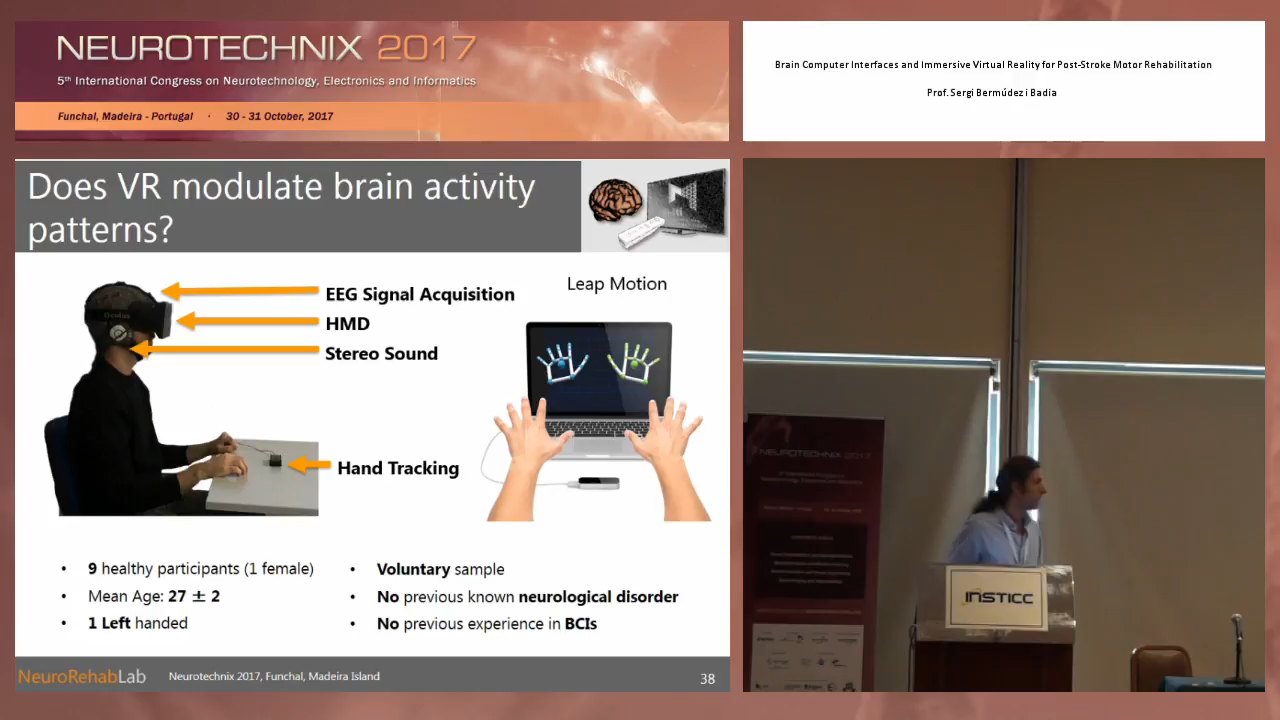 NEUROTECHNIX 2017
5th International Congress on Neurotechnology, Electronics and Informatics
Funchal, Madeira - Portugal · 30 - 31 October, 2017
Brain Computer Interfaces and Immersive Virtual Reality for Post-Stroke Motor Rehabilitation
Prof. Sergi Bermúdez i Badia
Does VR modulate brain activity
patterns?
EEG Signal Acquisition
HMD
Stereo Sound
Hand Tracking
Leap Motion
Oculus
• 9 healthy participants (1 female)
• Mean Age: 27 ± 2
• 1 Left handed
• Voluntary sample
• No previous known neurological disorder
• No previous experience in BCIs
NeuroRehabLab
Neurotechnix 2017, Funchal, Madeira Island
38
NEUROTECHNIX 2017
INSTICC